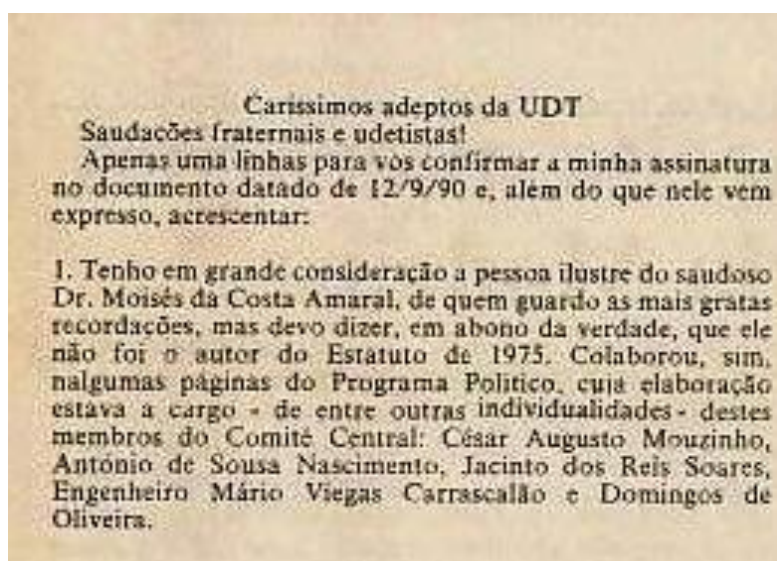 Caríssimos adeptos da UDT
Saudacões fraternais e udetistas!
Apenas uma linhas para vos confirmar a minha assinatura
no documento datado de 12/9/90 e, além do que nele vem
expresso, acrescentar:
1. Tenho em grande consideração a pessoa ilustre do saudoso
Dr. Moisés da Costa Amaral, de quem guardo as mais gratas
recordações, mas devo dizer, em abono da verdade, que ele
não foi o autor do Estatuto de 1975. Colaborou, sim,
nalgumas páginas do Programa Político, cuja elaboração
estava a cargo - de entre outras individualidades - destes
membros do Comité Central: César Augusto Mouzinho,
António de Sousa Nascimento, Jacinto dos Reis Soares,
Engenheiro Mário Viegas Carrascalão e Domingos de
Oliveira.